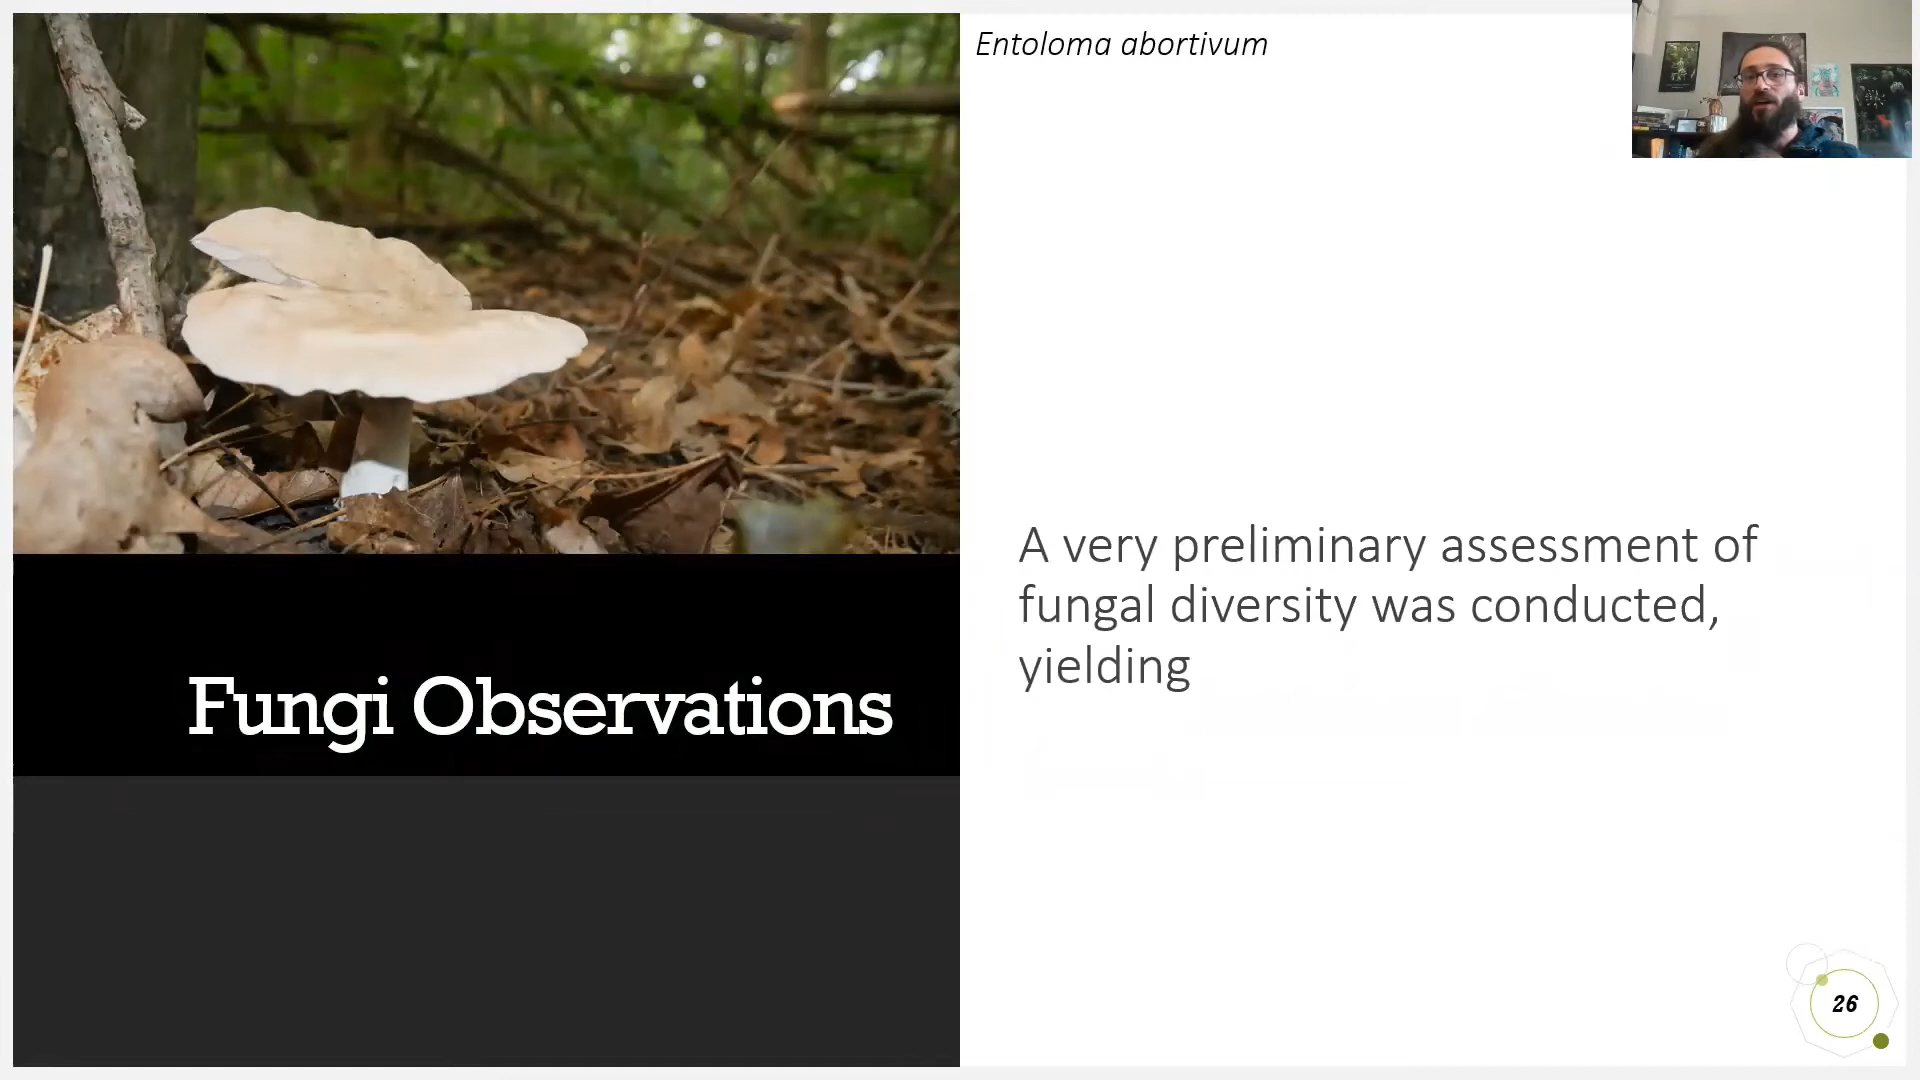 Entoloma abortivum
A very preliminary assessment of
fungal diversity was conducted,
yielding
Fungi Observations
26